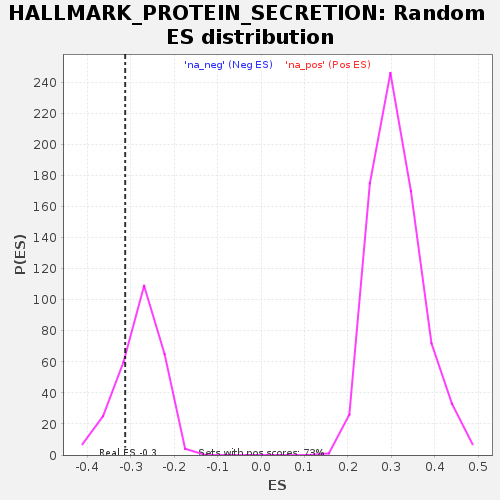 HALLMARK_PROTEIN_SECRETION: Random
ES distribution
'na_neg' (Neg ES) 'na_pos' (Pos ES)
240
220
200
180
160
140
120
100
80
60
40
20
0
P(ES)
Real ES -0.3
Sets with pos scores: 73%
-0.4 -0.3 -0.2 -0.1 0.0 0.1 0.2 0.3 0.4 0.5
ES